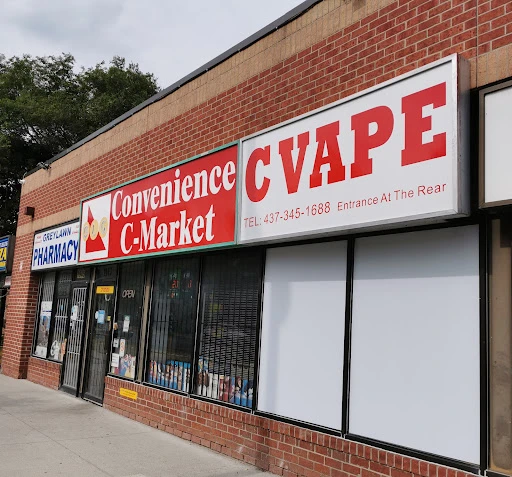 GREYLAWN
PHARMACY
Convenience
C-Market
C VAPE
TEL: 437-345-1688 Entrance At The Rear
OPEN